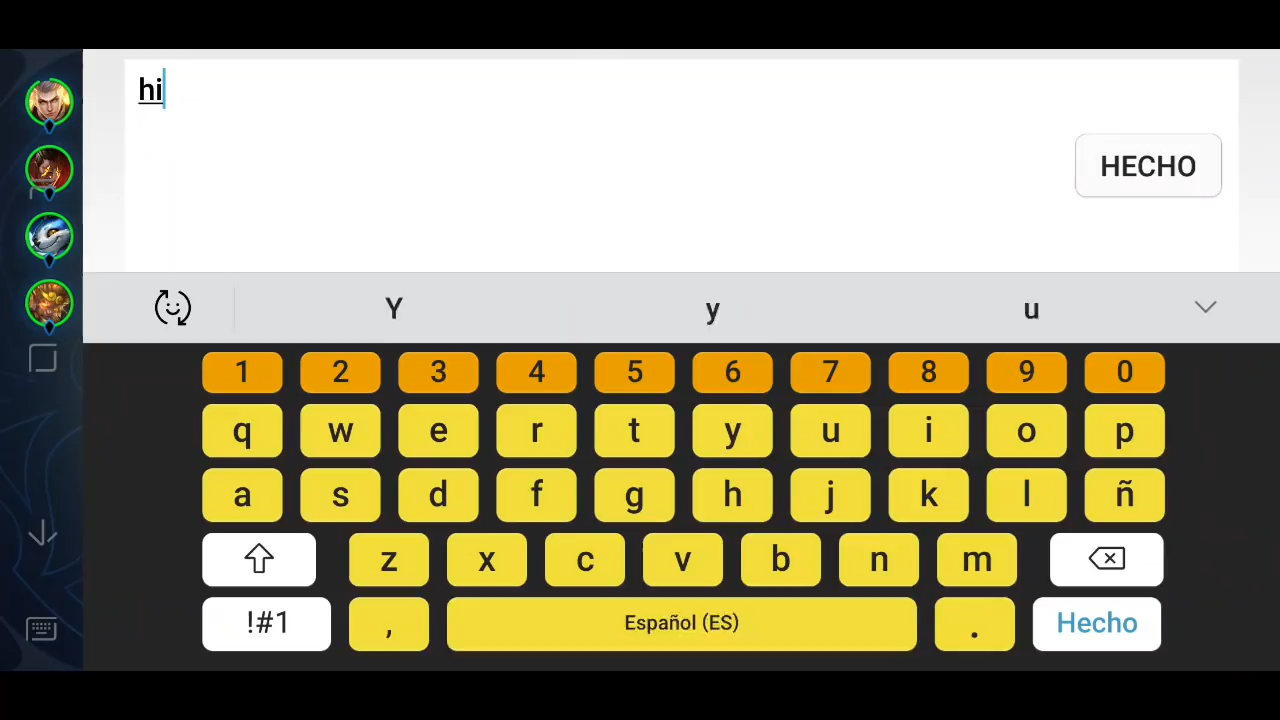 hi
HECHO
Y y u
1 2 3 4 5 6 7 8 9 0
q w e r t y u i o p
a s d f g h j k l ñ
z x c v b n m
!#1 , Español (ES) . Hecho